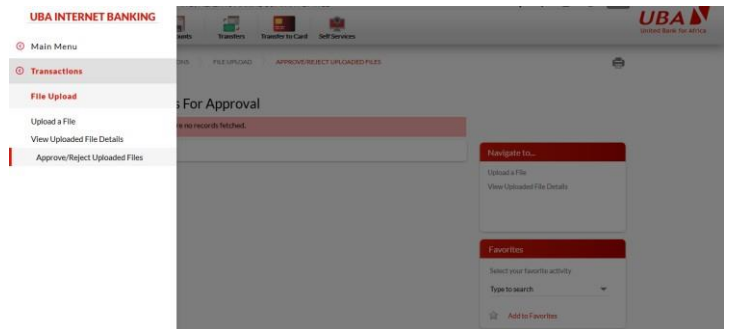 UBA INTERNET BANKING
Main Menu
Transactions
File Upload
Upload a File
View Uploaded File Details
Approve/Reject Uploaded Files
Transfers
Transfer to Card
Self Services
UBA
United Bank for Africa
FILE UPLOAD
APPROVE/REJECT UPLOADED FILES
For Approval
no records fetched.
Navigate to...
Upload a File
View Uploaded File Details
Favorites
Select your favorite activity
Type to search
Add to Favorites